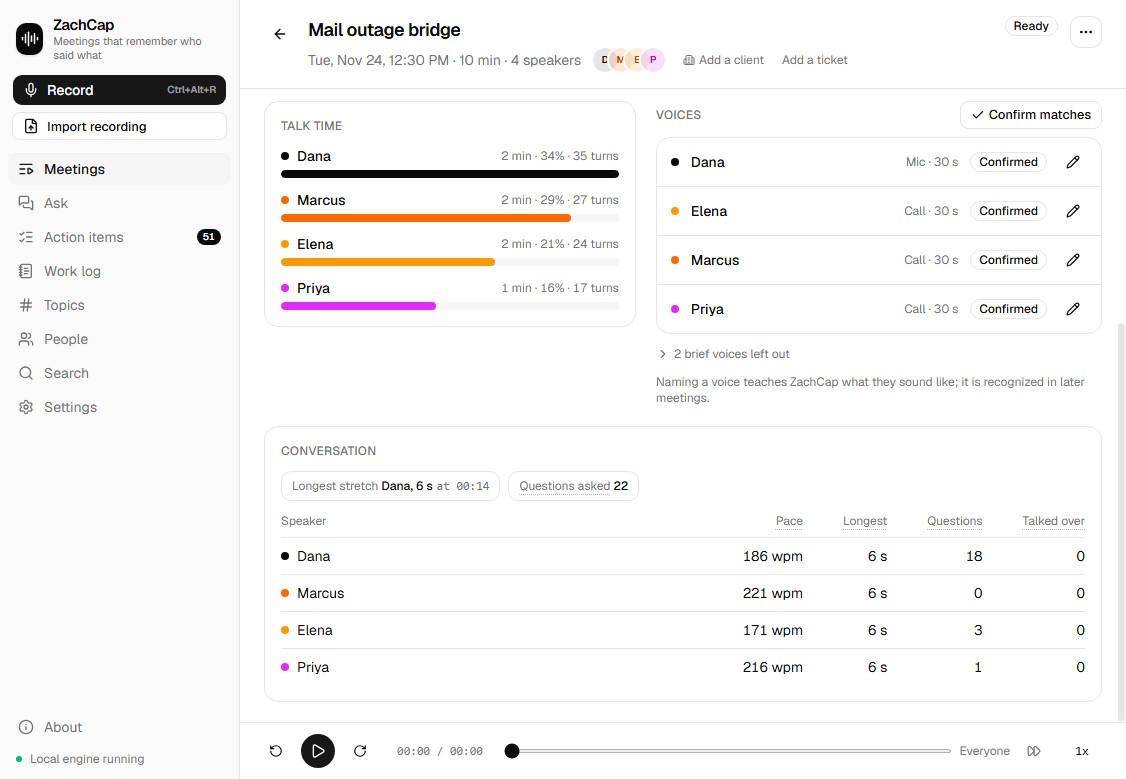 ZachCap
Meetings that remember who
said what
Record
Ctrl+Alt+R
Import recording
Meetings
Ask
Action items
51
Work log
Topics
People
Search
Settings
About
Local engine running
Mail outage bridge
Ready
Tue, Nov 24, 12:30 PM · 10 min · 4 speakers
D
M
E
P
Add a client
Add a ticket
TALK TIME
Dana
2 min · 34% · 35 turns
Marcus
2 min · 29% · 27 turns
Elena
2 min · 21% · 24 turns
Priya
1 min · 16% · 17 turns
VOICES
Confirm matches
Dana
Mic · 30 s
Confirmed
Elena
Call · 30 s
Confirmed
Marcus
Call · 30 s
Confirmed
Priya
Call · 30 s
Confirmed
2 brief voices left out
Naming a voice teaches ZachCap what they sound like; it is recognized in later
meetings.
CONVERSATION
Longest stretch Dana, 6 s at 00:14
Questions asked 22
Speaker Pace Longest Questions Talked over
Dana 186 wpm 6 s 18 0
Marcus 221 wpm 6 s 0 0
Elena 171 wpm 6 s 3 0
Priya 216 wpm 6 s 1 0
00:00 / 00:00
Everyone
1x